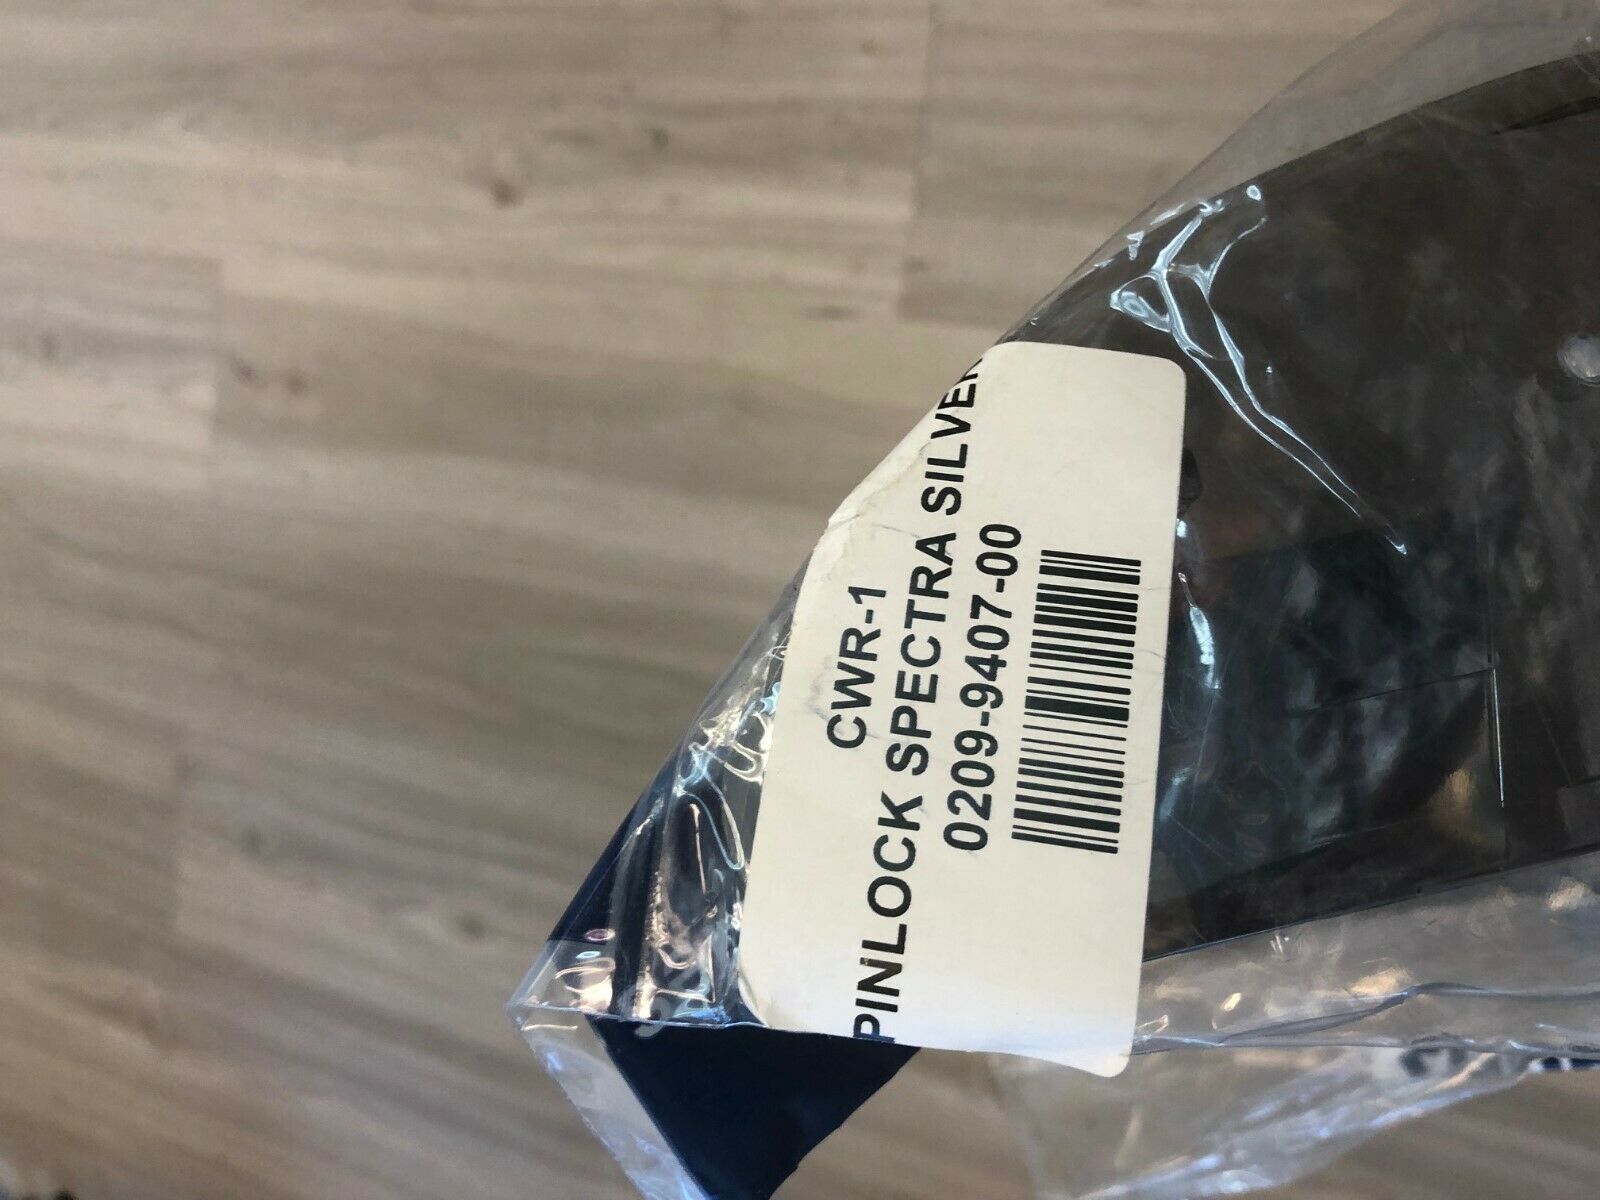 CWR-1
PINLOCK SPECTRA SILVER
0209-9407-00